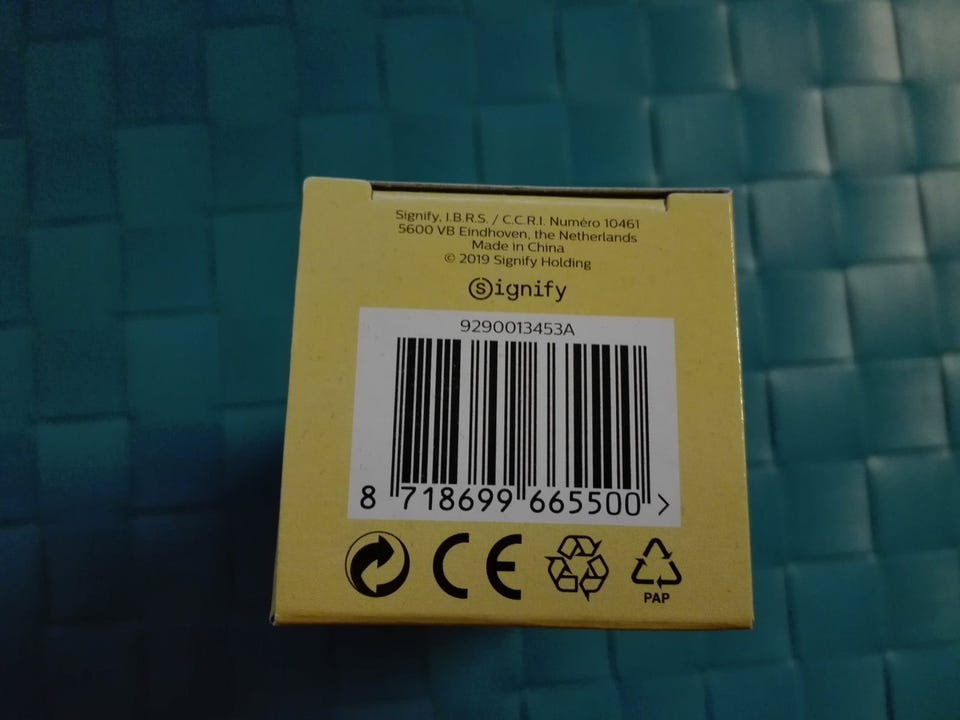 Signify, I.B.R.S. / C.C.R.I. Numéro 10461
5600 VB Eindhoven, the Netherlands
Made in China
© 2019 Signify Holding
Signify
9290013453A
8 718699 665500 >
CE
PAP